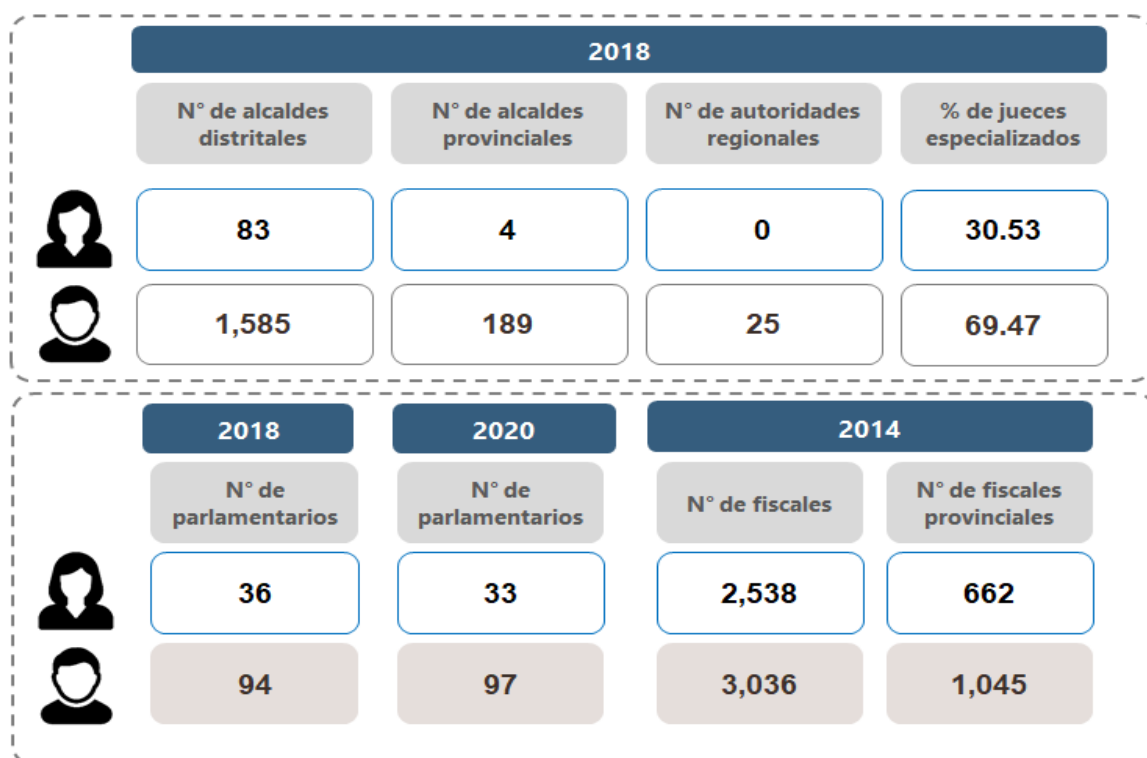 2018
N° de alcaldes
distritales
N° de alcaldes
provinciales
N° de autoridades
regionales
% de jueces
especializados
83
4
0
30.53
1,585
189
25
69.47
2018
2020
2014
N° de
parlamentarios
N° de
parlamentarios
N° de fiscales
N° de fiscales
provinciales
36
33
2,538
662
94
97
3,036
1,045